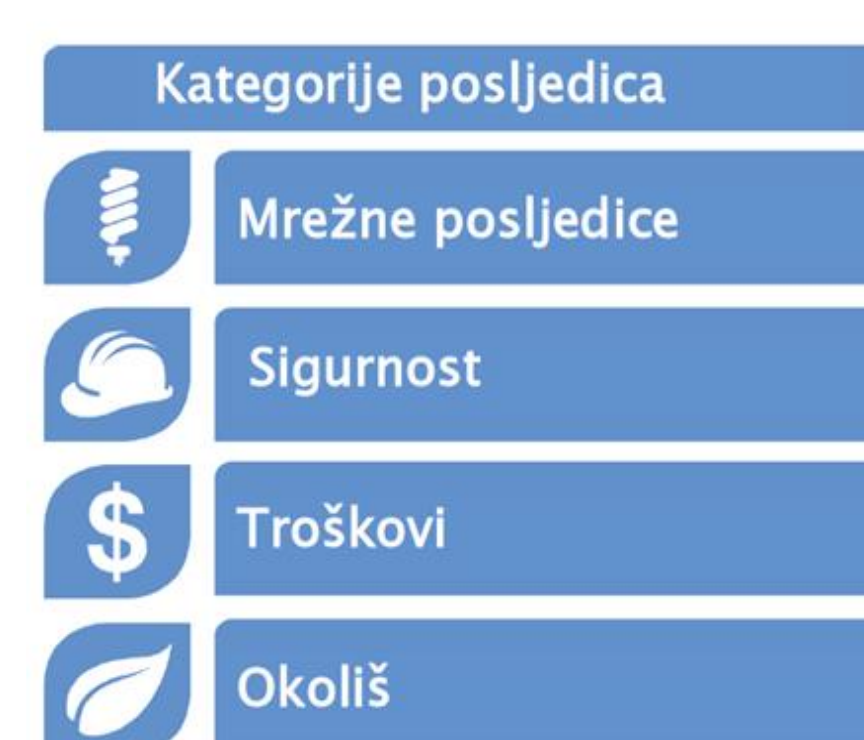 Kategorije posljedica
Mrežne posljedice
Sigurnost
$
Troškovi
Okoliš